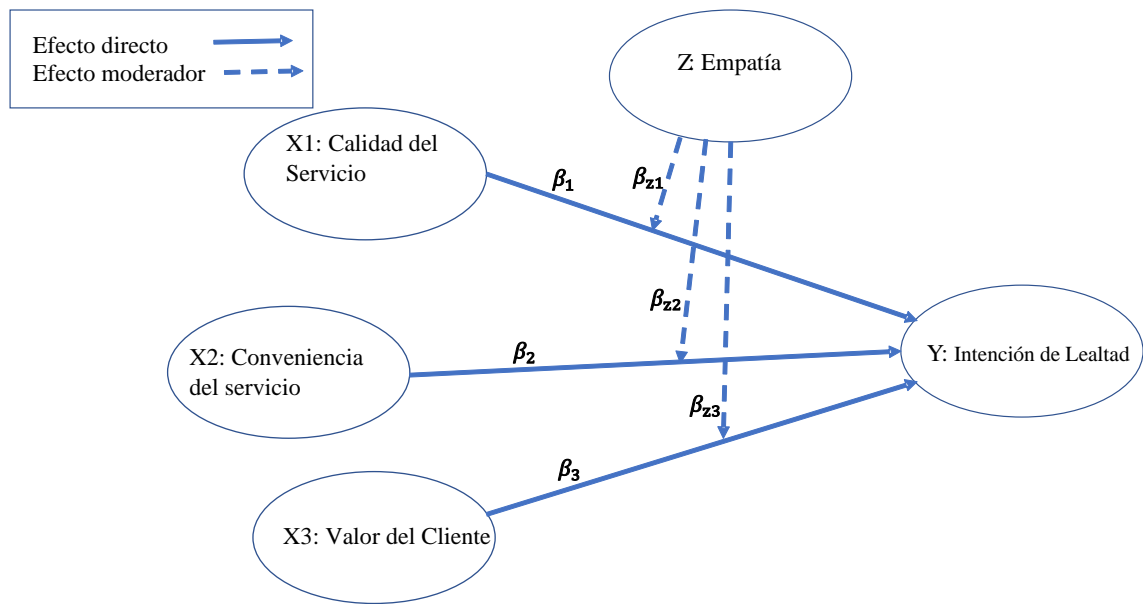 Efecto directo
Efecto moderador
Z: Empatía
X1: Calidad del
Servicio
β1
βz1
βz2
X2: Conveniencia
del servicio
β2
Y: Intención de Lealtad
βz3
β3
X3: Valor del Cliente